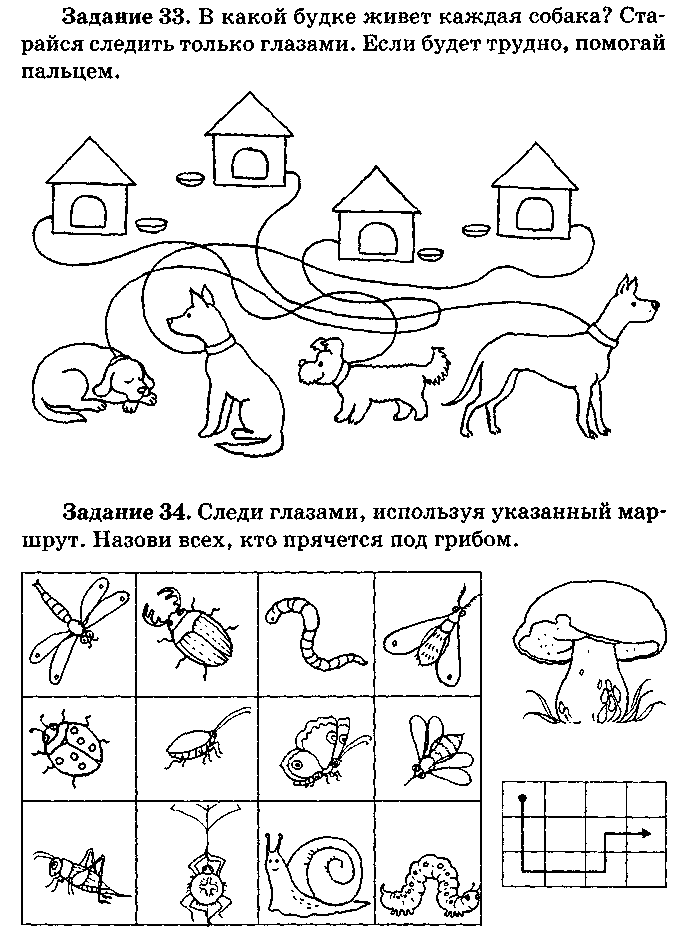 Задание 33. В какой будке живет каждая собака? Ста-
райся следить только глазами. Если будет трудно, помогай
пальцем.
Задание 34. Следи глазами, используя указанный мар-
шрут. Назови всех, кто прячется под грибом.